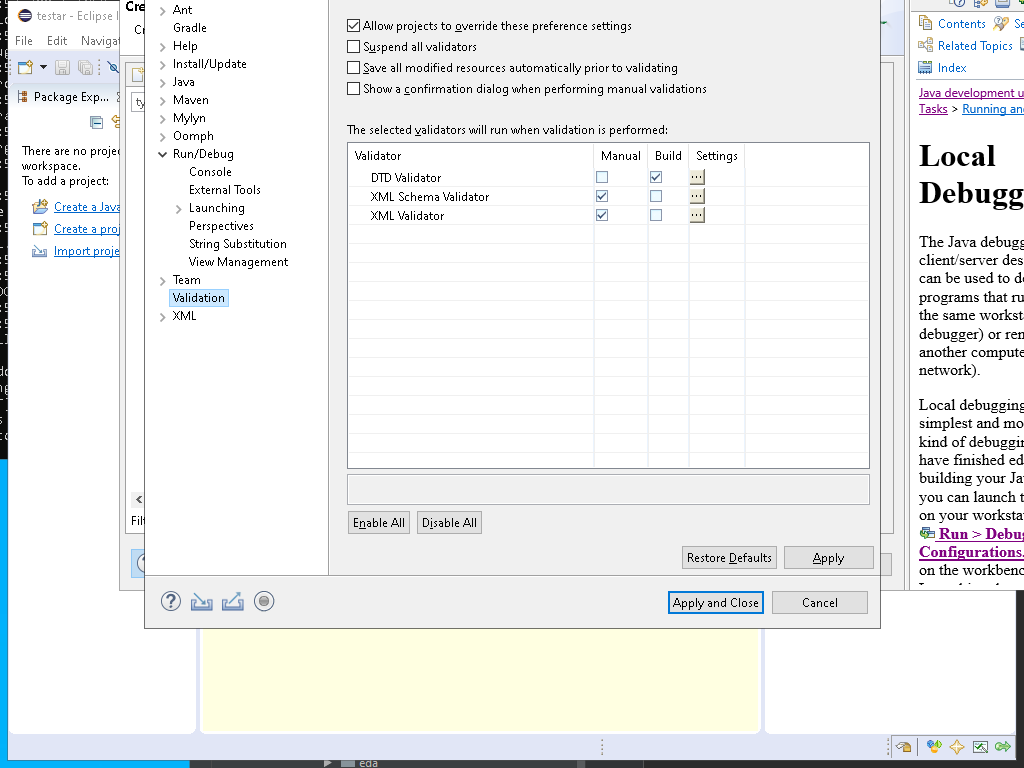 testar - Eclipse I
File Edit Naviga
Package Exp...
There are no projec
workspace.
To add a project:
Create a Java
Create a proj
Import proje
Cre
Cr
ty
<
Filt
Ant
Gradle
Help
Install/Update
Java
Maven
Mylyn
Oomph
Run/Debug
Console
External Tools
Launching
Perspectives
String Substitution
View Management
Team
Validation
XML
Allow projects to override these preference settings
Suspend all validators
Save all modified resources automatically prior to validating
Show a confirmation dialog when performing manual validations
The selected validators will run when validation is performed:
Validator Manual Build Settings
DTD Validator ...
XML Schema Validator ...
XML Validator ...
Enable All Disable All
Restore Defaults Apply
Apply and Close Cancel
Contents Se
Related Topics
Index
Java development u
Tasks > Running and
Local
Debugg
The Java debugg
client/server des
can be used to de
programs that ru
the same worksta
debugger) or rem
another compute
network).
Local debugging
simplest and mo
kind of debuggin
have finished ed
building your Jav
you can launch t
on your workstat
Run > Debug
Configurations.
on the workbenc
eda